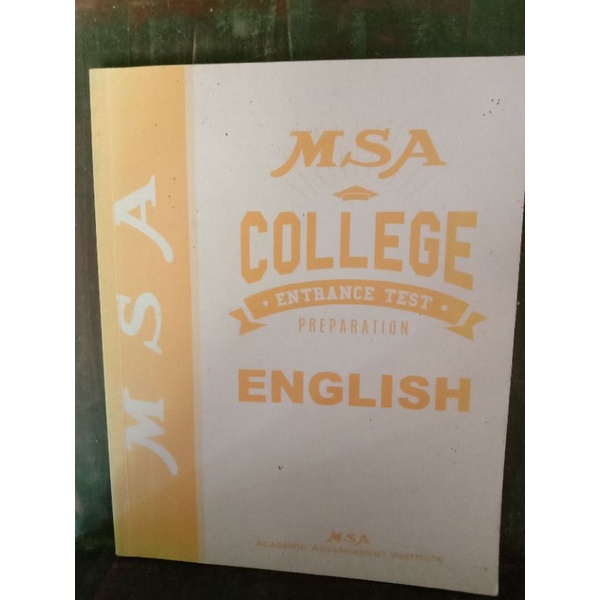 MSA
MSA
COLLEGE
• ENTRANCE TEST •
PREPARATION
ENGLISH
MSA
ACADEMIC ADVANCEMENT INSTITUTE